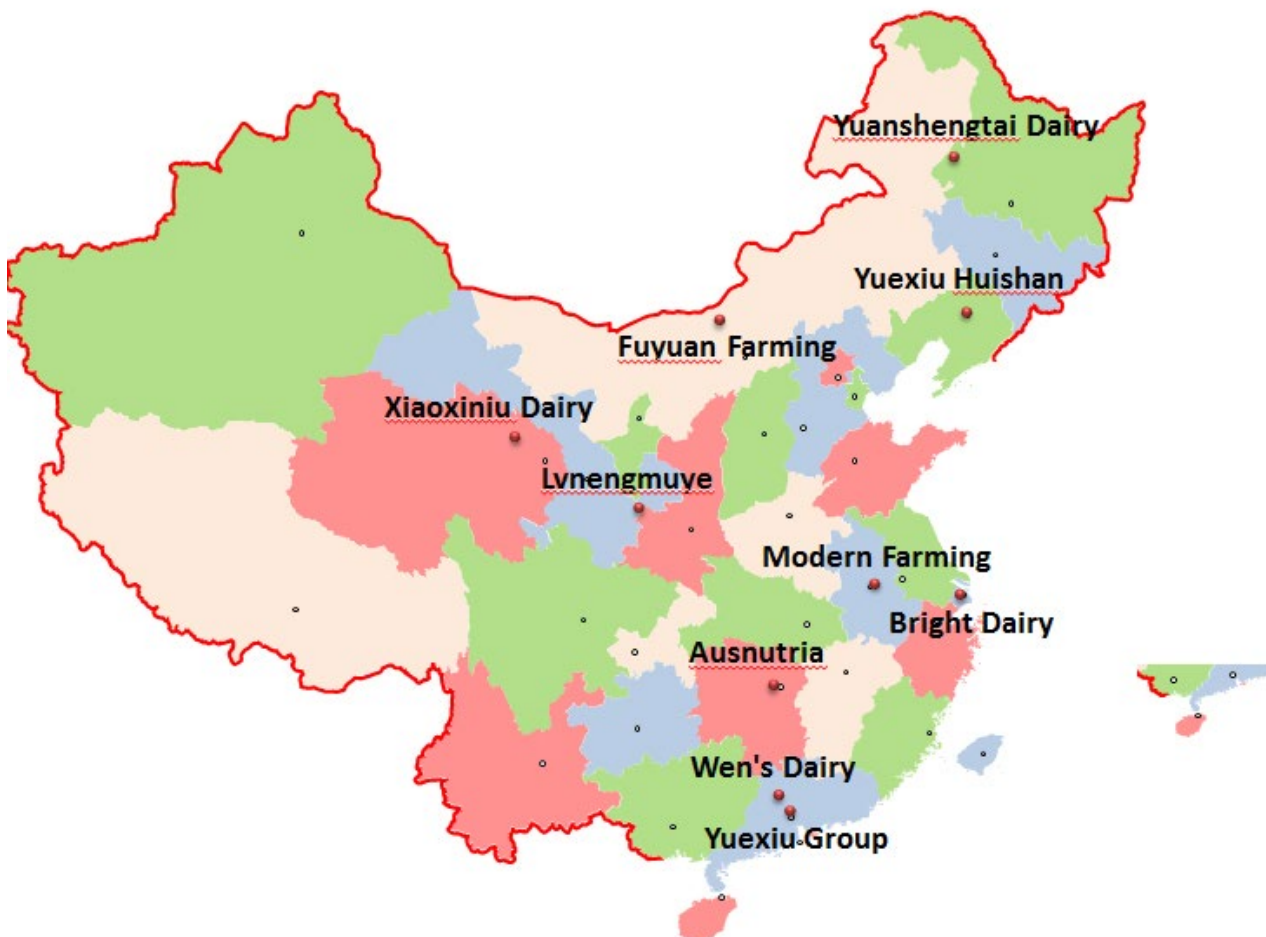 Yuanshengtai Dairy
Yuexiu Huishan
Fuyuan Farming
Xiaoxiniu Dairy
Lvnengmuye
Modern Farming
Bright Dairy
Ausnutria
Wen's Dairy
Yuexiu Group